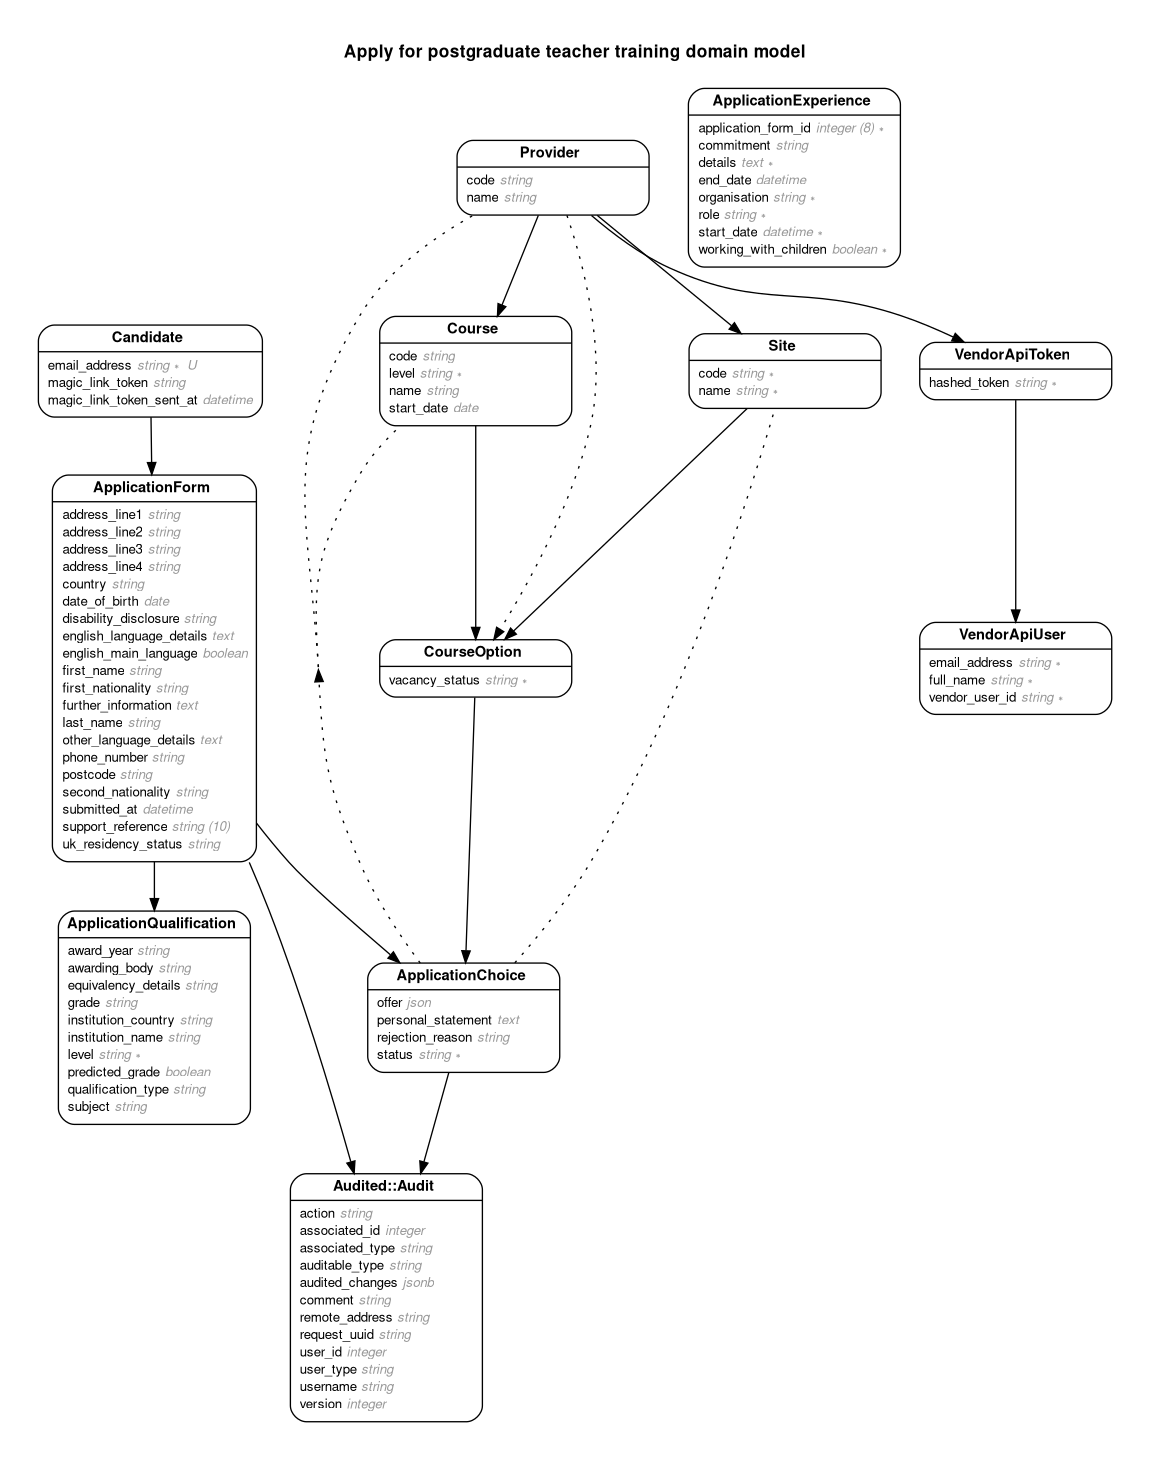 Apply for postgraduate teacher training domain model
ApplicationExperience
application_form_id integer (8) ∗
commitment string
details text ∗
end_date datetime
organisation string ∗
role string ∗
start_date datetime ∗
working_with_children boolean ∗
Provider
code string
name string
Candidate
email_address string ∗ U
magic_link_token string
magic_link_token_sent_at datetime
Course
code string
level string ∗
name string
start_date date
Site
code string ∗
name string ∗
VendorApiToken
hashed_token string ∗
ApplicationForm
address_line1 string
address_line2 string
address_line3 string
address_line4 string
country string
date_of_birth date
disability_disclosure string
english_language_details text
english_main_language boolean
first_name string
first_nationality string
further_information text
last_name string
other_language_details text
phone_number string
postcode string
second_nationality string
submitted_at datetime
support_reference string (10)
uk_residency_status string
CourseOption
vacancy_status string ∗
VendorApiUser
email_address string ∗
full_name string ∗
vendor_user_id string ∗
ApplicationQualification
award_year string
awarding_body string
equivalency_details string
grade string
institution_country string
institution_name string
level string ∗
predicted_grade boolean
qualification_type string
subject string
ApplicationChoice
offer json
personal_statement text
rejection_reason string
status string ∗
Audited::Audit
action string
associated_id integer
associated_type string
auditable_type string
audited_changes jsonb
comment string
remote_address string
request_uuid string
user_id integer
user_type string
username string
version integer